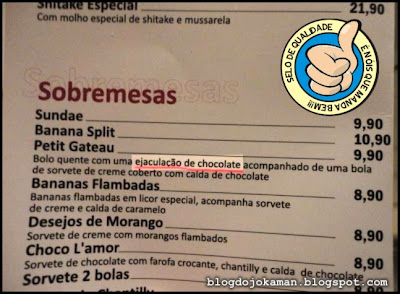 Shitake Especial 21,90
Com molho especial de shitake e mussarela
SELO DE QUALIDADE
É NOIS QUE MANDA BEM!!!
Sobremesas
Sundae 9,90
Banana Split 10,90
Petit Gateau 9,90
Bolo quente com uma ejaculação de chocolate acompanhado de uma bola
de sorvete de creme coberto com calda de chocolate
Bananas Flambadas 8,90
Bananas flambadas em licor especial, acompanha sorvete
de creme e calda de caramelo
Desejos de Morango 8,90
Sorvete de creme com morangos flambados
Choco L'amor 8,90
Sorvete de chocolate com farofa crocante, chantilly e calda de chocolate
Sorvete 2 bolas 8,90
Chantilly
blogdojokaman.blogspot.com